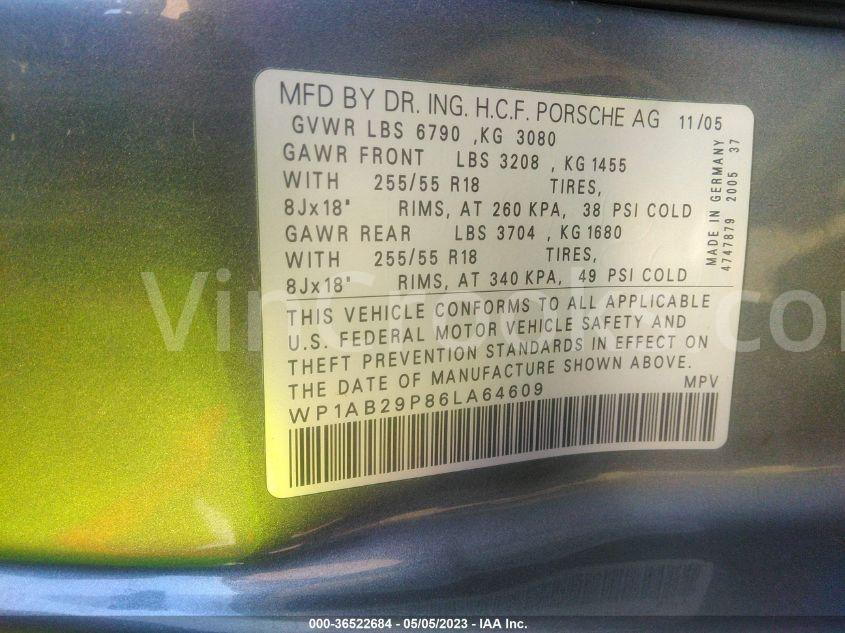 MFD BY DR. ING. H.C.F. PORSCHE AG 11/05
GVWR LBS 6790 , KG 3080
GAWR FRONT LBS 3208 , KG 1455
WITH 255/55 R18 TIRES,
8Jx18" RIMS, AT 260 KPA, 38 PSI COLD
GAWR REAR LBS 3704 , KG 1680
WITH 255/55 R18 TIRES,
8Jx18" RIMS, AT 340 KPA, 49 PSI COLD
MADE IN GERMANY
4747879 2005 37
THIS VEHICLE CONFORMS TO ALL APPLICABLE
U.S. FEDERAL MOTOR VEHICLE SAFETY AND
THEFT PREVENTION STANDARDS IN EFFECT ON
THE DATE OF MANUFACTURE SHOWN ABOVE.
WP1AB29P86LA64609 MPV
VinCrooks.com
000-36522684 - 05/05/2023 - IAA Inc.